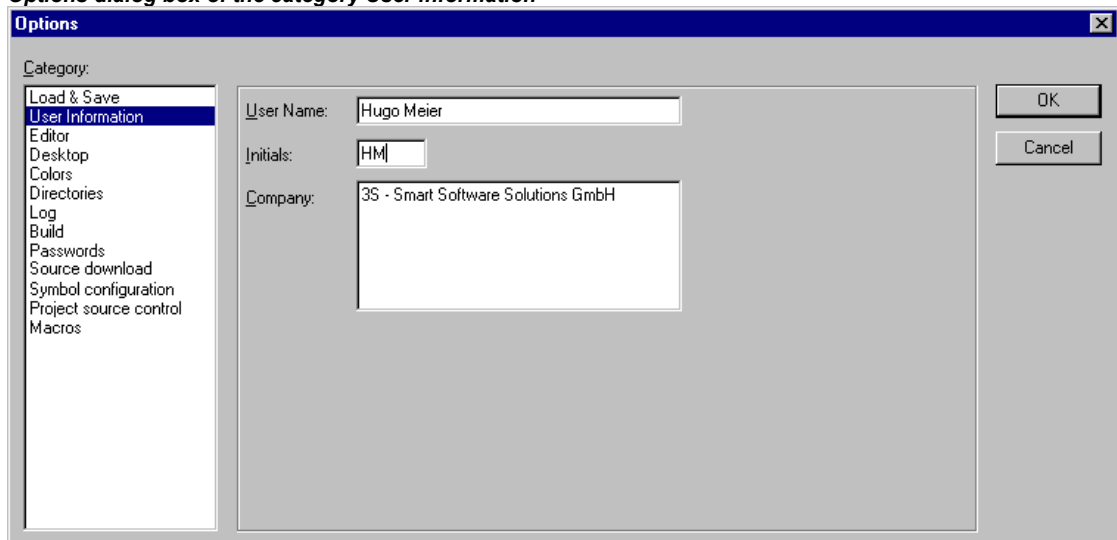 Options dialog box of the category User Information
Options
Category:
Load & Save
User Information
Editor
Desktop
Colors
Directories
Log
Build
Passwords
Source download
Symbol configuration
Project source control
Macros
User Name:
Hugo Meier
Initials:
HM
Company:
3S - Smart Software Solutions GmbH
OK
Cancel